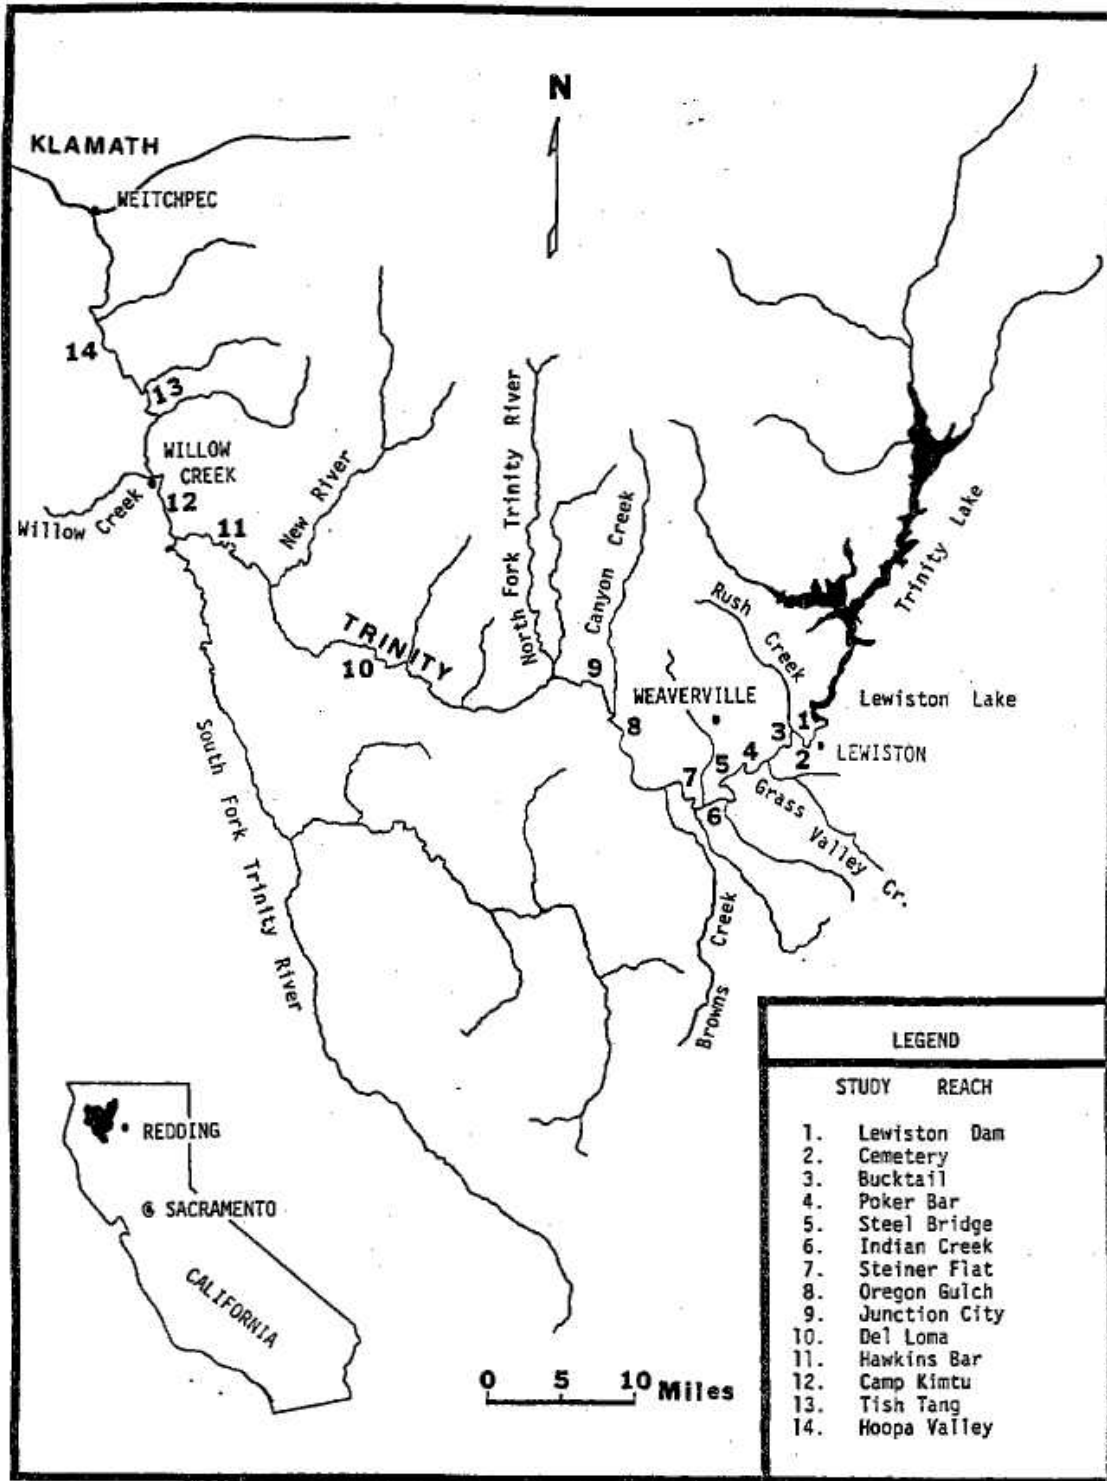 N
KLAMATH
WEITCHPEC
14
13
WILLOW
CREEK
12
Willow Creek
11
New River
TRINITY
10
North Fork Trinity River
9
Canyon Creek
8
WEAVERVILLE
Rush Creek
Trinity Lake
Lewiston Lake
1
3
2
LEWISTON
4
5
7
6
Grass Valley Cr.
Browns Creek
South Fork Trinity River
REDDING
SACRAMENTO
CALIFORNIA
0 5 10 Miles
LEGEND
STUDY REACH
1. Lewiston Dam
2. Cemetery
3. Bucktail
4. Poker Bar
5. Steel Bridge
6. Indian Creek
7. Steiner Flat
8. Oregon Gulch
9. Junction City
10. Del Loma
11. Hawkins Bar
12. Camp Kimtu
13. Tish Tang
14. Hoopa Valley